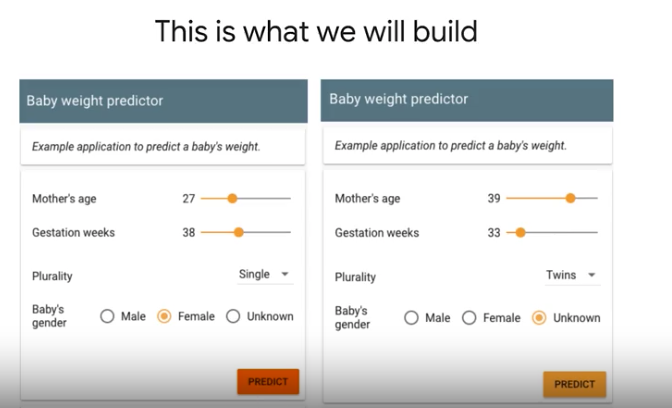 This is what we will build
Baby weight predictor
Example application to predict a baby's weight.
Mother's age 27
Gestation weeks 38
Plurality Single
Baby's
gender Male Female Unknown
PREDICT
Baby weight predictor
Example application to predict a baby's weight.
Mother's age 39
Gestation weeks 33
Plurality Twins
Baby's
gender Male Female Unknown
PREDICT